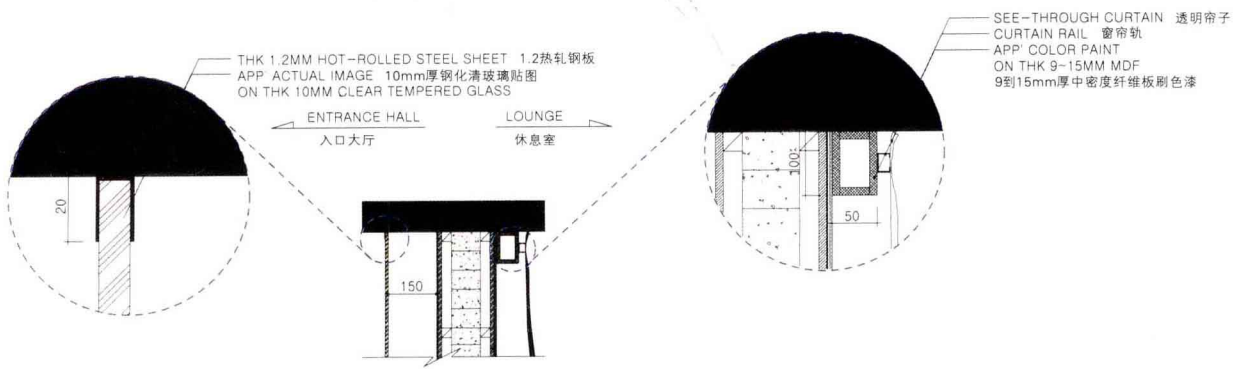 THK 1.2MM HOT-ROLLED STEEL SHEET 1.2热轧钢板
APP' ACTUAL IMAGE 10mm厚钢化清玻璃贴图
ON THK 10MM CLEAR TEMPERED GLASS
ENTRANCE HALL
入口大厅
LOUNGE
休息室
SEE-THROUGH CURTAIN 透明帘子
CURTAIN RAIL 窗帘轨
APP' COLOR PAINT
ON THK 9~15MM MDF
9到15mm厚中密度纤维板刷色漆
20
150
100
50